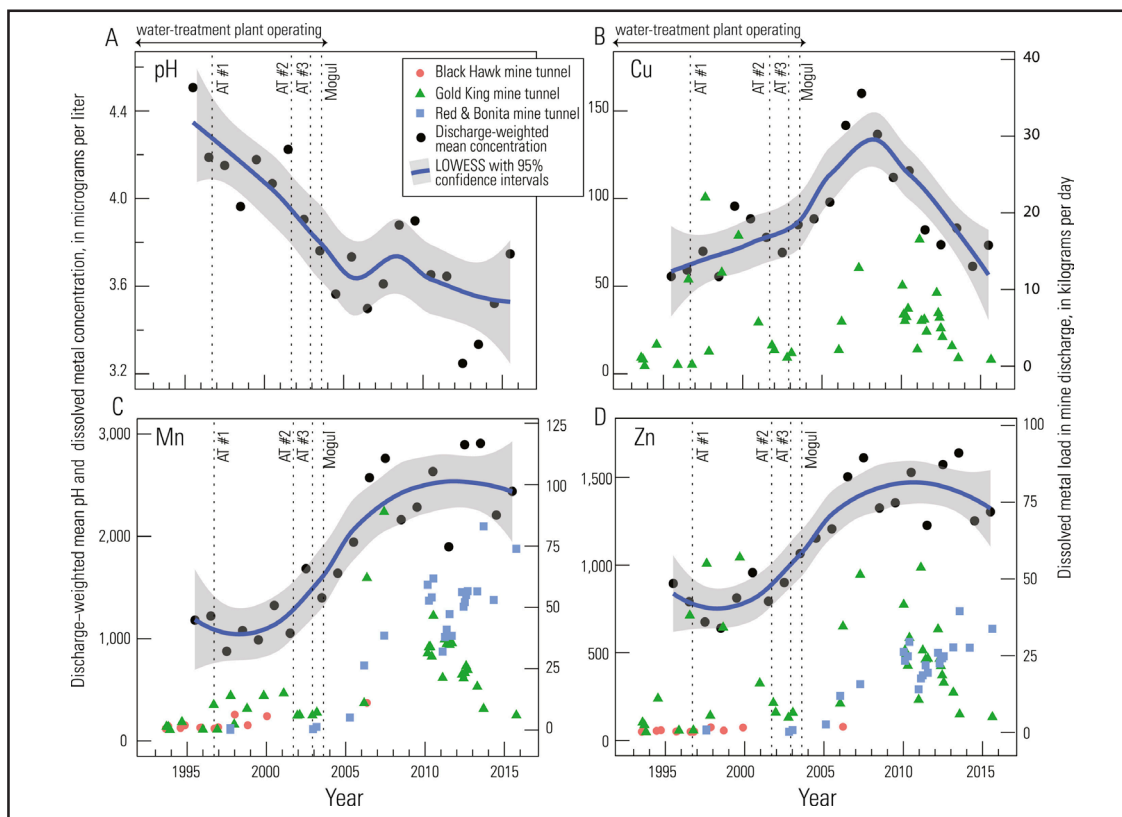 A
water-treatment plant operating
B
water-treatment plant operating
pH
AT #1
AT #2
AT #3
Mogul
Black Hawk mine tunnel
Gold King mine tunnel
Red & Bonita mine tunnel
Discharge-weighted
mean concentration
LOWESS with 95%
confidence intervals
Cu
AT #1
AT #2
AT #3
Mogul
4.4
4.0
3.6
3.2
150
100
50
0
40
30
20
10
0
C
Mn
AT #1
AT #2
AT #3
Mogul
D
Zn
AT #1
AT #2
AT #3
Mogul
3,000
2,000
1,000
0
125
100
75
50
25
0
1,500
1,000
500
0
100
75
50
25
0
1995
2000
2005
2010
2015
1995
2000
2005
2010
2015
Year
Year
Discharge–weighted mean pH and dissolved metal concentration, in micrograms per liter
Dissolved metal load in mine discharge, in kilograms per day